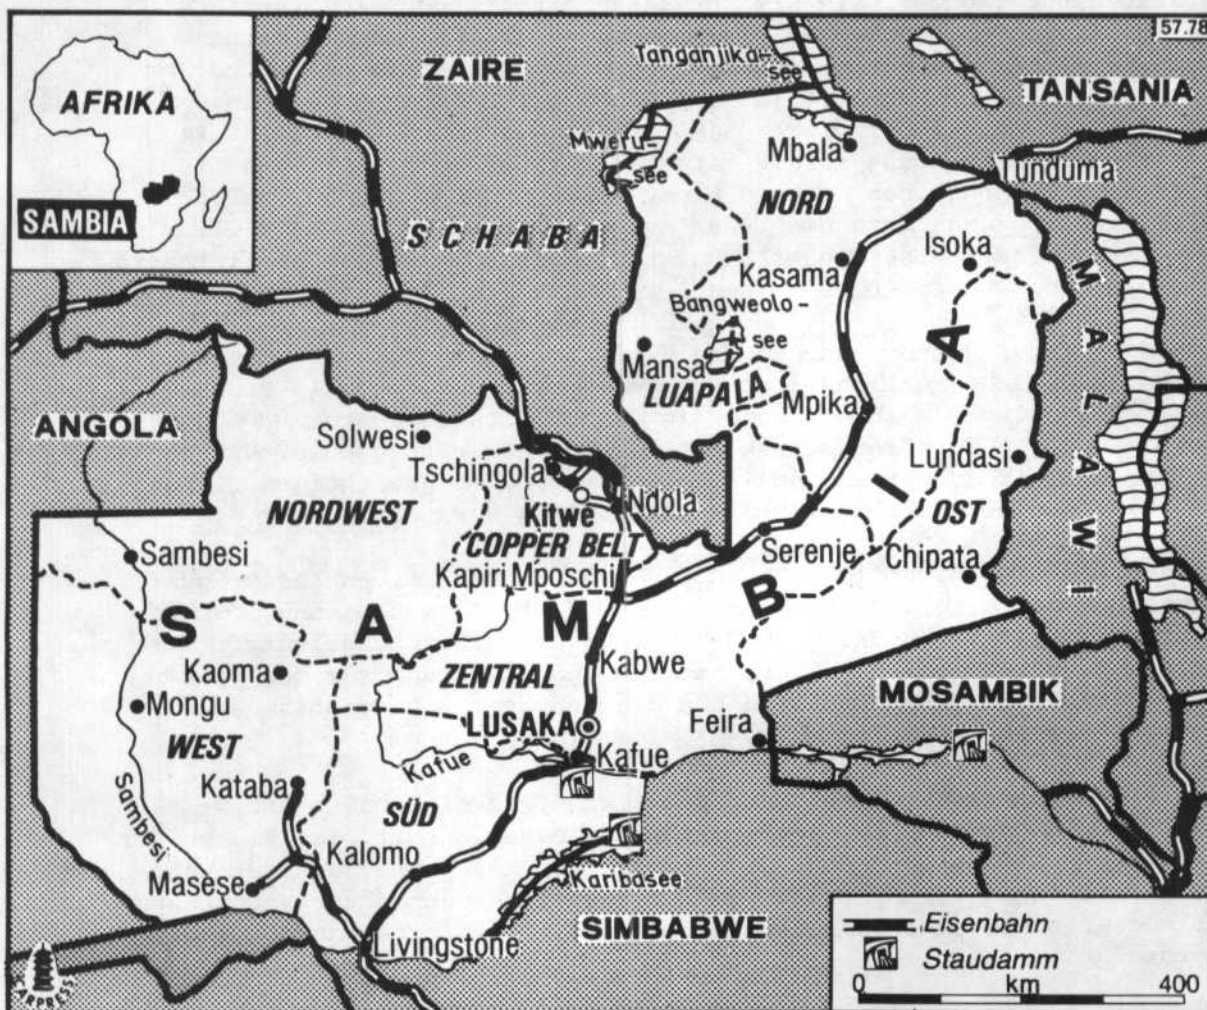 57.78
AFRIKA
SAMBIA
ZAIRE
Tanganjika-
see
TANSANIA
Mweru-
see
Mbala
Tunduma
NORD
SCHABA
Isoka
Kasama
Bangweolo-
see
Mansa
LUAPALA
Mpika
MALAWI
ANGOLA
Solwesi
Tschingola
Lundasi
NORDWEST
Kitwe
Ndola
OST
COPPER BELT
Sambesi
Serenje
Chipata
Kapiri Mposchi
SAMBIA
Kabwe
Kaoma
ZENTRAL
MOSAMBIK
Mongu
LUSAKA
Feira
WEST
Kafue
Kafue
Kataba
SÜD
Sambesi
Kalomo
Masese
Karibasee
SIMBABWE
Livingstone
Eisenbahn
Staudamm
0 km 400
CARPRESS